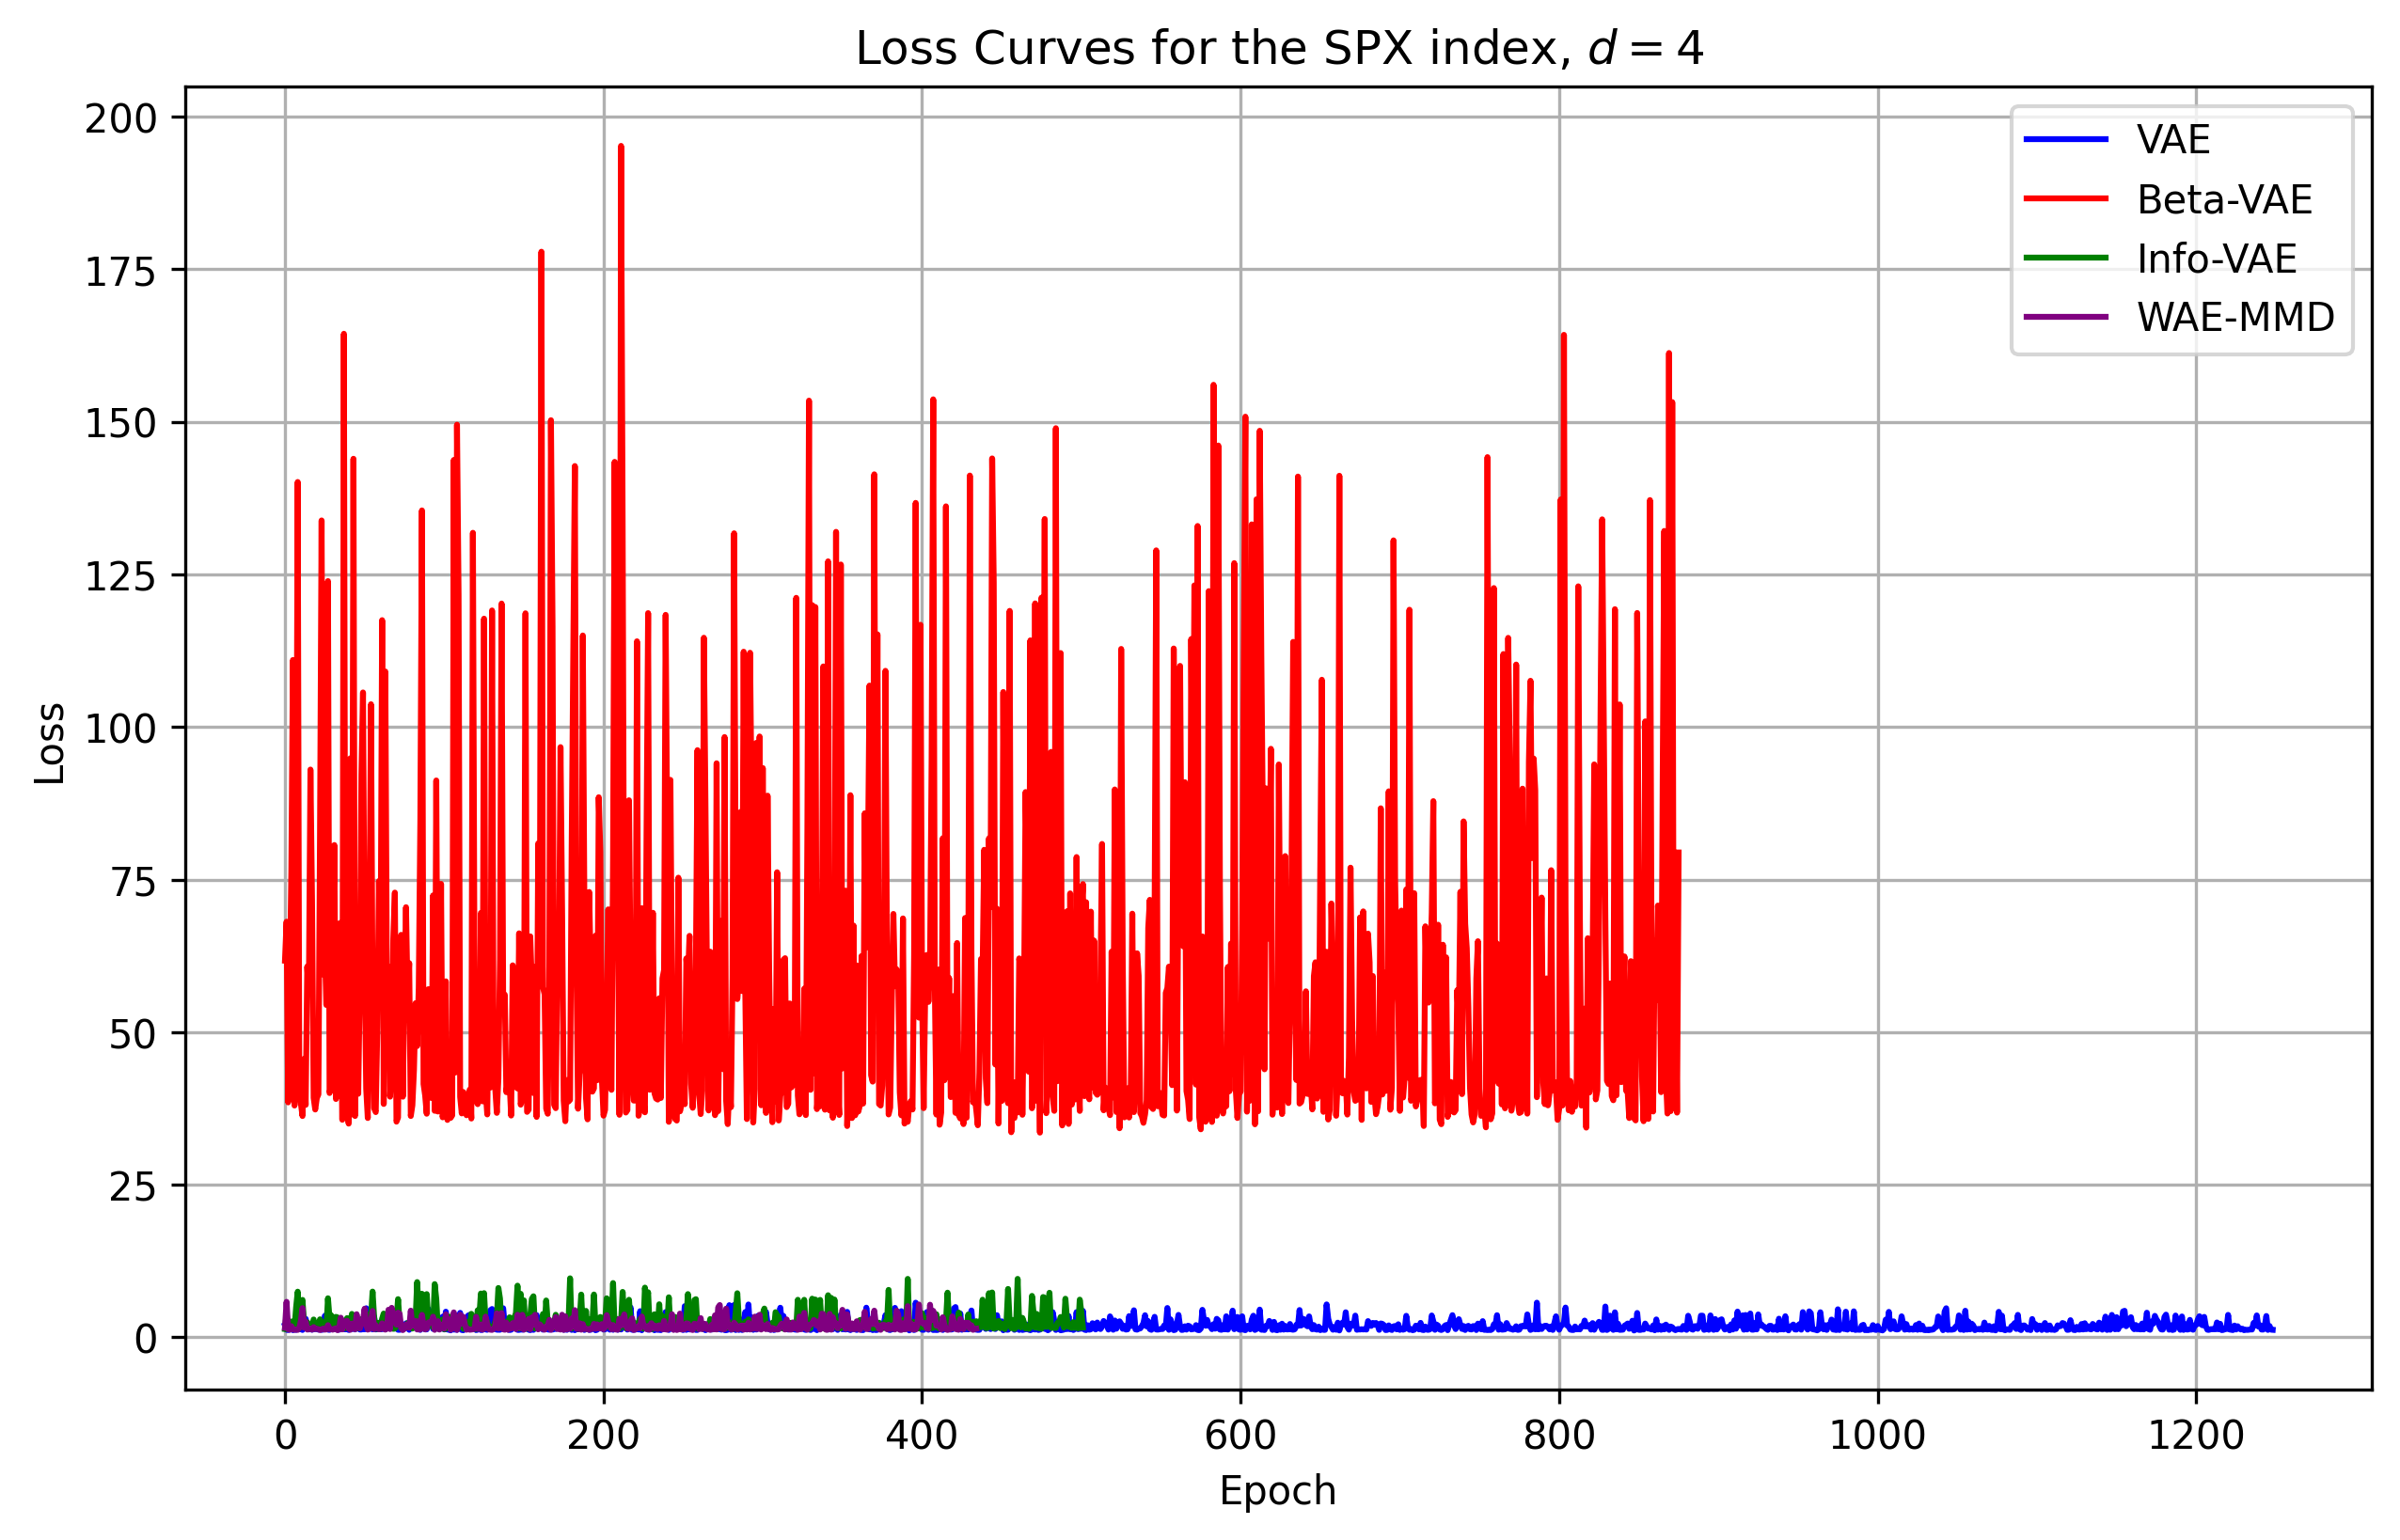 Loss Curves for the SPX index, d = 4
VAE
Beta-VAE
Info-VAE
WAE-MMD
Loss
200
175
150
125
100
75
50
25
0
0 200 400 600 800 1000 1200
Epoch